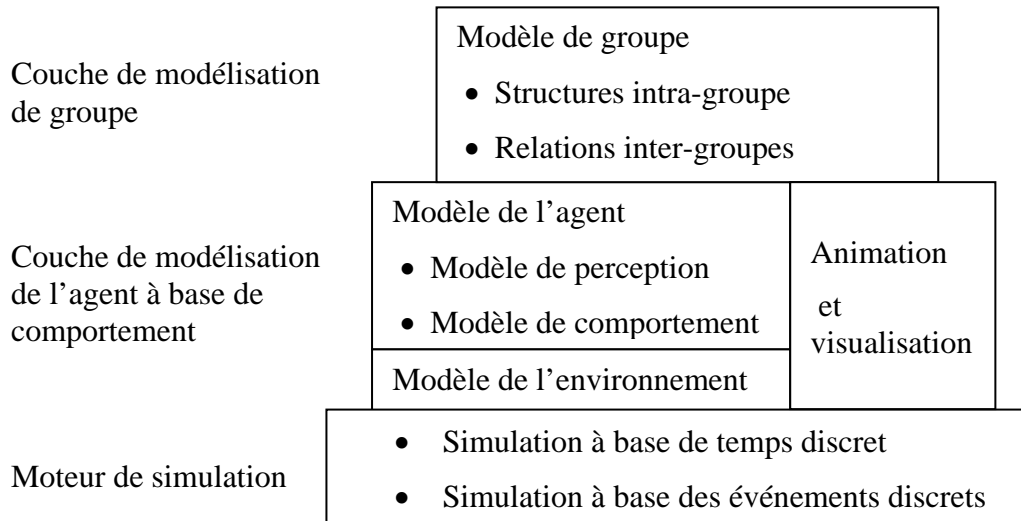 Modèle de groupe
Couche de modélisation
de groupe
• Structures intra-groupe
• Relations inter-groupes
Couche de modélisation
de l’agent à base de
comportement
Modèle de l’agent
• Modèle de perception
• Modèle de comportement
Modèle de l’environnement
Animation
et
visualisation
Moteur de simulation
• Simulation à base de temps discret
• Simulation à base des événements discrets